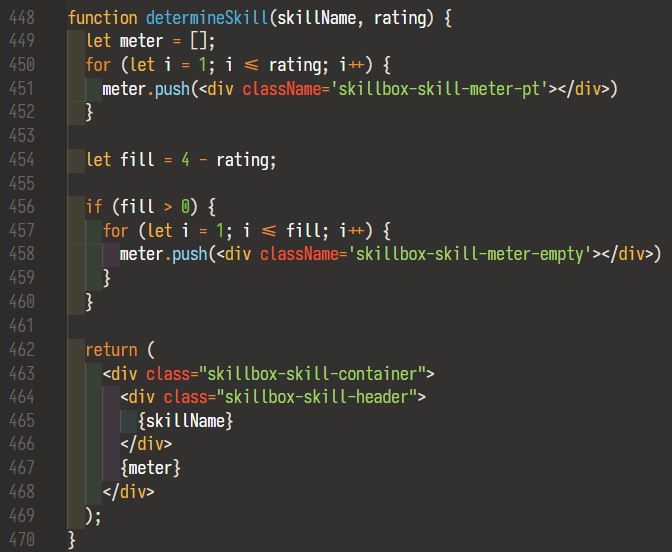 448 function determineSkill(skillName, rating) {
449   let meter = [];
450   for (let i = 1; i <= rating; i++) {
451     meter.push(<div className='skillbox-skill-meter-pt'></div>)
452   }
453
454   let fill = 4 - rating;
455
456   if (fill > 0) {
457     for (let i = 1; i <= fill; i++) {
458       meter.push(<div className='skillbox-skill-meter-empty'></div>)
459     }
460   }
461
462   return (
463     <div class="skillbox-skill-container">
464       <div class="skillbox-skill-header">
465         {skillName}
466       </div>
467       {meter}
468     </div>
469   );
470 }